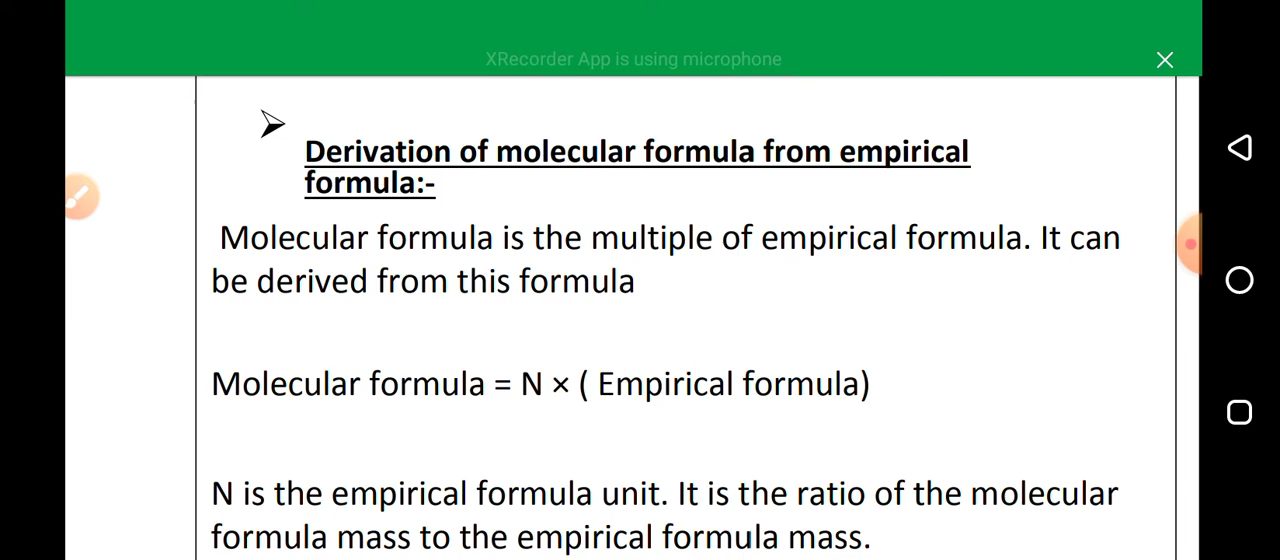 XRecorder App is using microphone
Derivation of molecular formula from empirical
formula:-
Molecular formula is the multiple of empirical formula. It can
be derived from this formula
Molecular formula = N × ( Empirical formula)
N is the empirical formula unit. It is the ratio of the molecular
formula mass to the empirical formula mass.